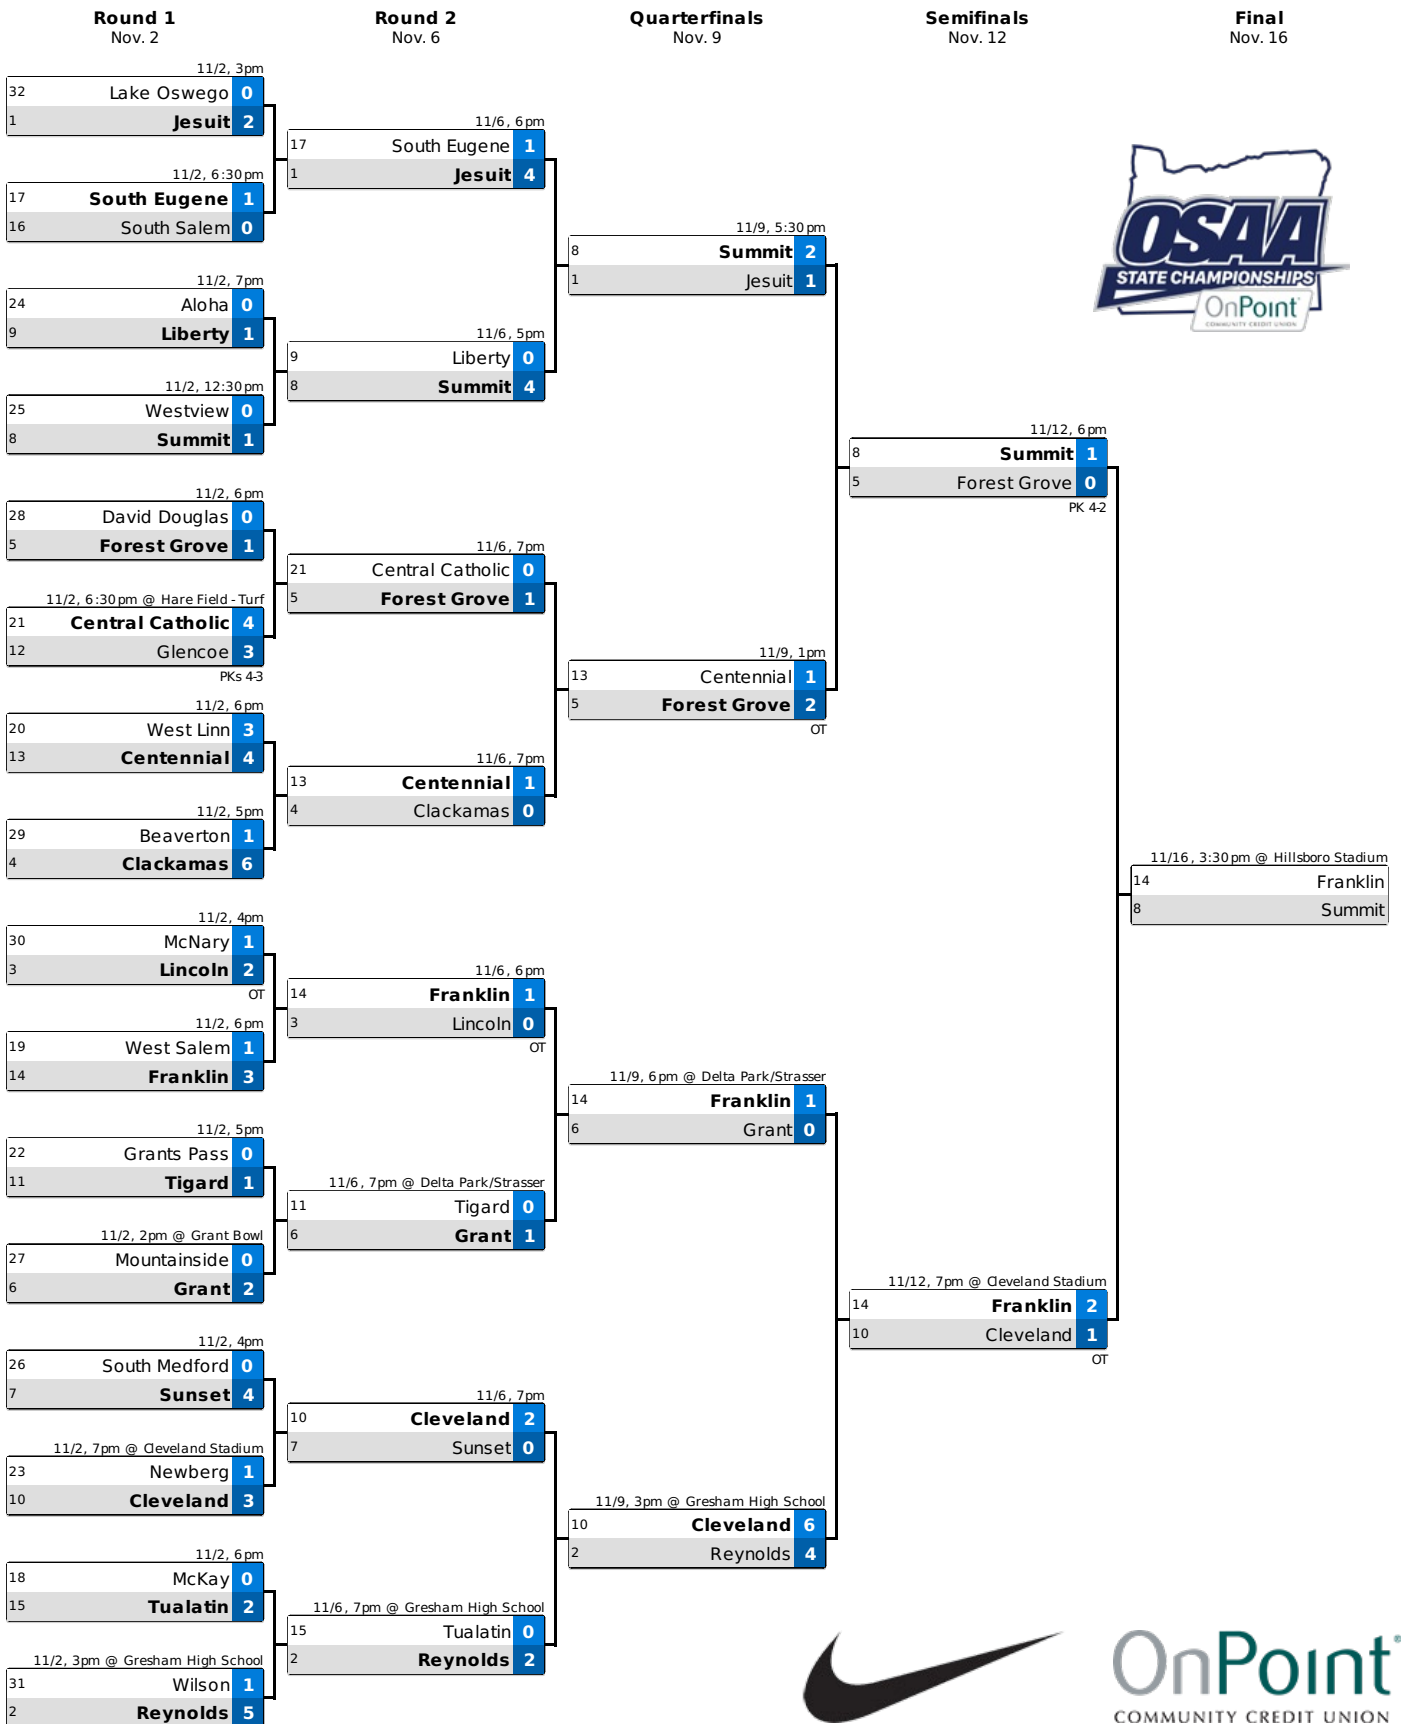 Round 1
Nov. 2
Round 2
Nov. 6
Quarterfinals
Nov. 9
Semifinals
Nov. 12
Final
Nov. 16
11/2, 3pm
32 Lake Oswego 0
1 Jesuit 2
11/2, 6:30pm
17 South Eugene 1
16 South Salem 0
11/2, 7pm
24 Aloha 0
9 Liberty 1
11/2, 12:30pm
25 Westview 0
8 Summit 1
11/2, 6pm
28 David Douglas 0
5 Forest Grove 1
11/2, 6:30pm @ Hare Field - Turf
21 Central Catholic 4
12 Glencoe 3
PKs 4-3
11/2, 6pm
20 West Linn 3
13 Centennial 4
11/2, 5pm
29 Beaverton 1
4 Clackamas 6
11/2, 4pm
30 McNary 1
3 Lincoln 2
OT
11/2, 6pm
19 West Salem 1
14 Franklin 3
11/2, 5pm
22 Grants Pass 0
11 Tigard 1
11/2, 2pm @ Grant Bowl
27 Mountainside 0
6 Grant 2
11/2, 4pm
26 South Medford 0
7 Sunset 4
11/2, 7pm @ Cleveland Stadium
23 Newberg 1
10 Cleveland 3
11/2, 6pm
18 McKay 0
15 Tualatin 2
11/2, 3pm @ Gresham High School
31 Wilson 1
2 Reynolds 5
11/6, 6pm
17 South Eugene 1
1 Jesuit 4
11/6, 5pm
9 Liberty 0
8 Summit 4
11/6, 7pm
21 Central Catholic 0
5 Forest Grove 1
11/6, 7pm
13 Centennial 1
4 Clackamas 0
11/6, 6pm
14 Franklin 1
3 Lincoln 0
OT
11/6, 7pm @ Delta Park/Strasser
11 Tigard 0
6 Grant 1
11/6, 7pm
10 Cleveland 2
7 Sunset 0
11/6, 7pm @ Gresham High School
15 Tualatin 0
2 Reynolds 2
11/9, 5:30pm
8 Summit 2
1 Jesuit 1
11/9, 1pm
13 Centennial 1
5 Forest Grove 2
OT
11/9, 6pm @ Delta Park/Strasser
14 Franklin 1
6 Grant 0
11/9, 3pm @ Gresham High School
10 Cleveland 6
2 Reynolds 4
11/12, 6pm
8 Summit 1
5 Forest Grove 0
PK 4-2
11/12, 7pm @ Cleveland Stadium
14 Franklin 2
10 Cleveland 1
OT
11/16, 3:30pm @ Hillsboro Stadium
14 Franklin
8 Summit
OSAA
STATE CHAMPIONSHIPS
OnPoint
COMMUNITY CREDIT UNION
OnPoint®
COMMUNITY CREDIT UNION